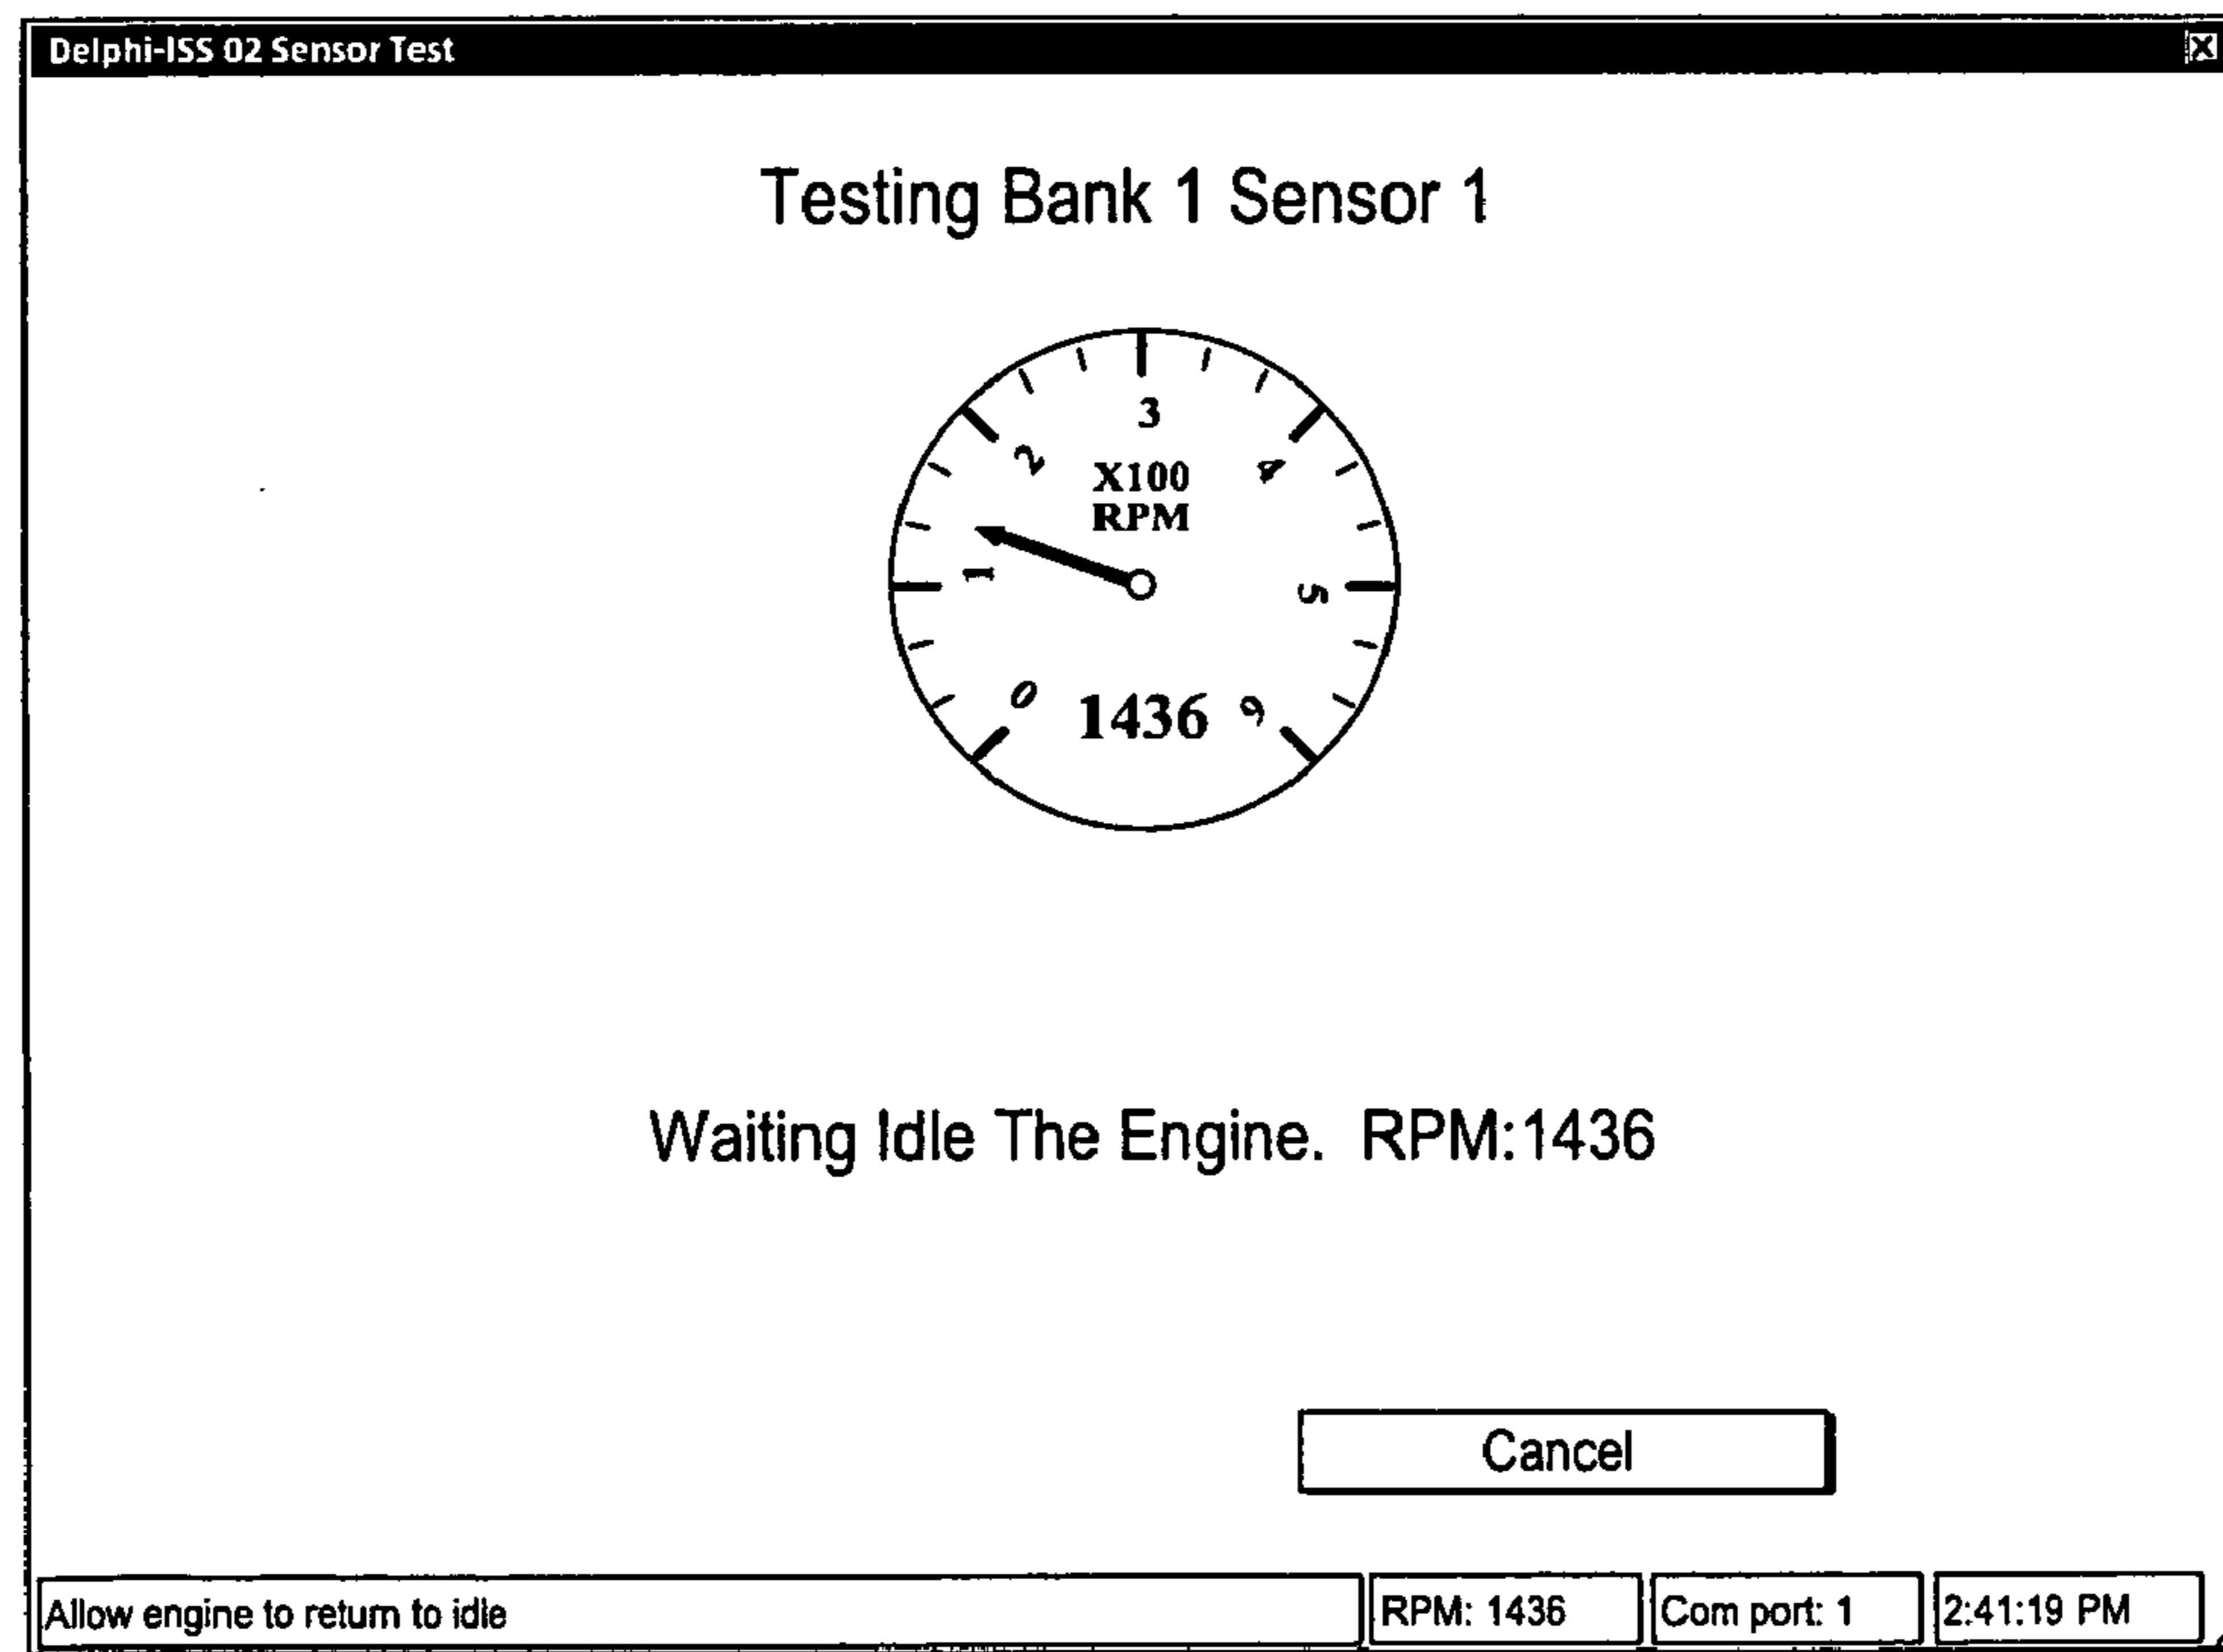 Delphi-ISS 02 Sensor Test
Testing Bank 1 Sensor 1
3
2
4
X100
RPM
1
5
0
1436
6
Waiting Idle The Engine. RPM:1436
Cancel
Allow engine to return to idle
RPM: 1436
Com port: 1
2:41:19 PM